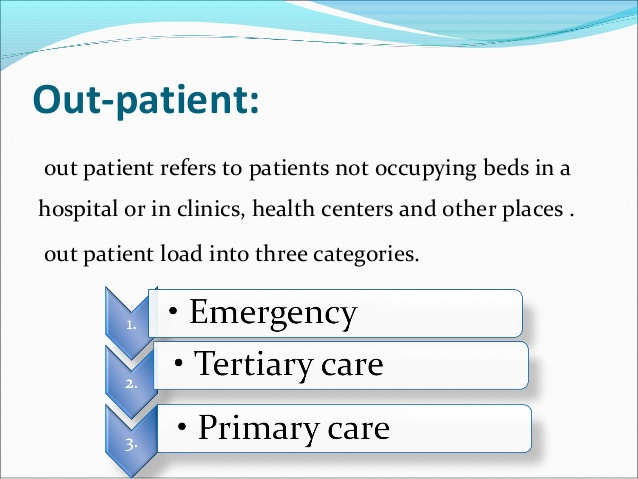 Out-patient:
out patient refers to patients not occupying beds in a
hospital or in clinics, health centers and other places .
out patient load into three categories.
1. • Emergency
2. • Tertiary care
3. • Primary care